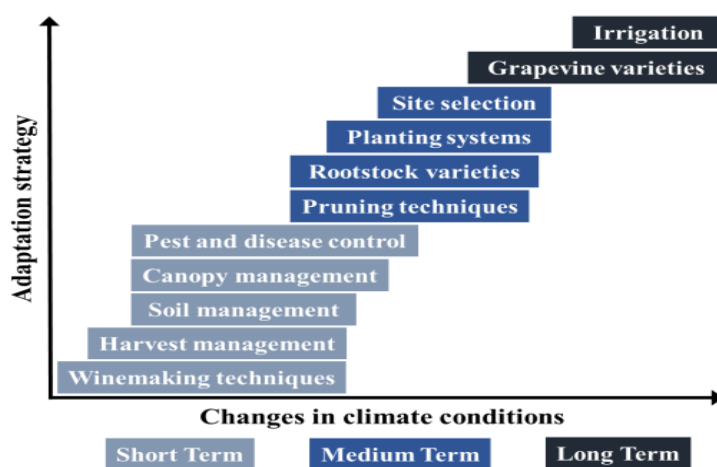 Irrigation
Grapevine varieties
Site selection
Planting systems
Rootstock varieties
Pruning techniques
Pest and disease control
Canopy management
Soil management
Harvest management
Winemaking techniques
Adaptation strategy
Changes in climate conditions
Short Term
Medium Term
Long Term